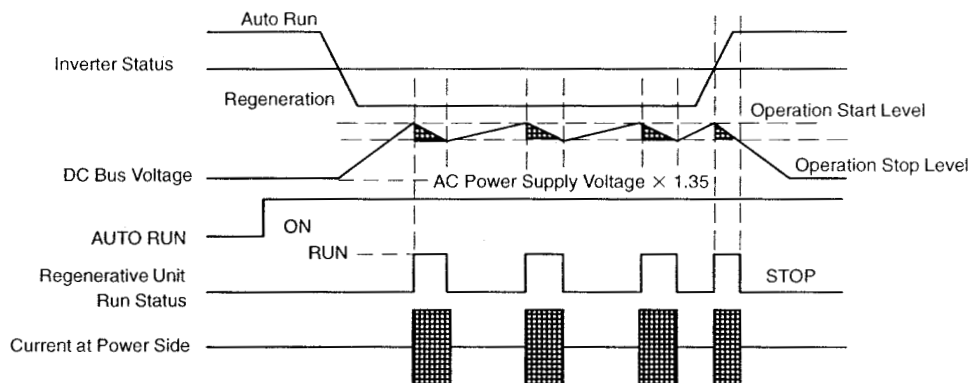 Auto Run
Inverter Status
Regeneration
Operation Start Level
DC Bus Voltage
Operation Stop Level
AC Power Supply Voltage × 1.35
AUTO RUN
ON
RUN
Regenerative Unit
Run Status
STOP
Current at Power Side